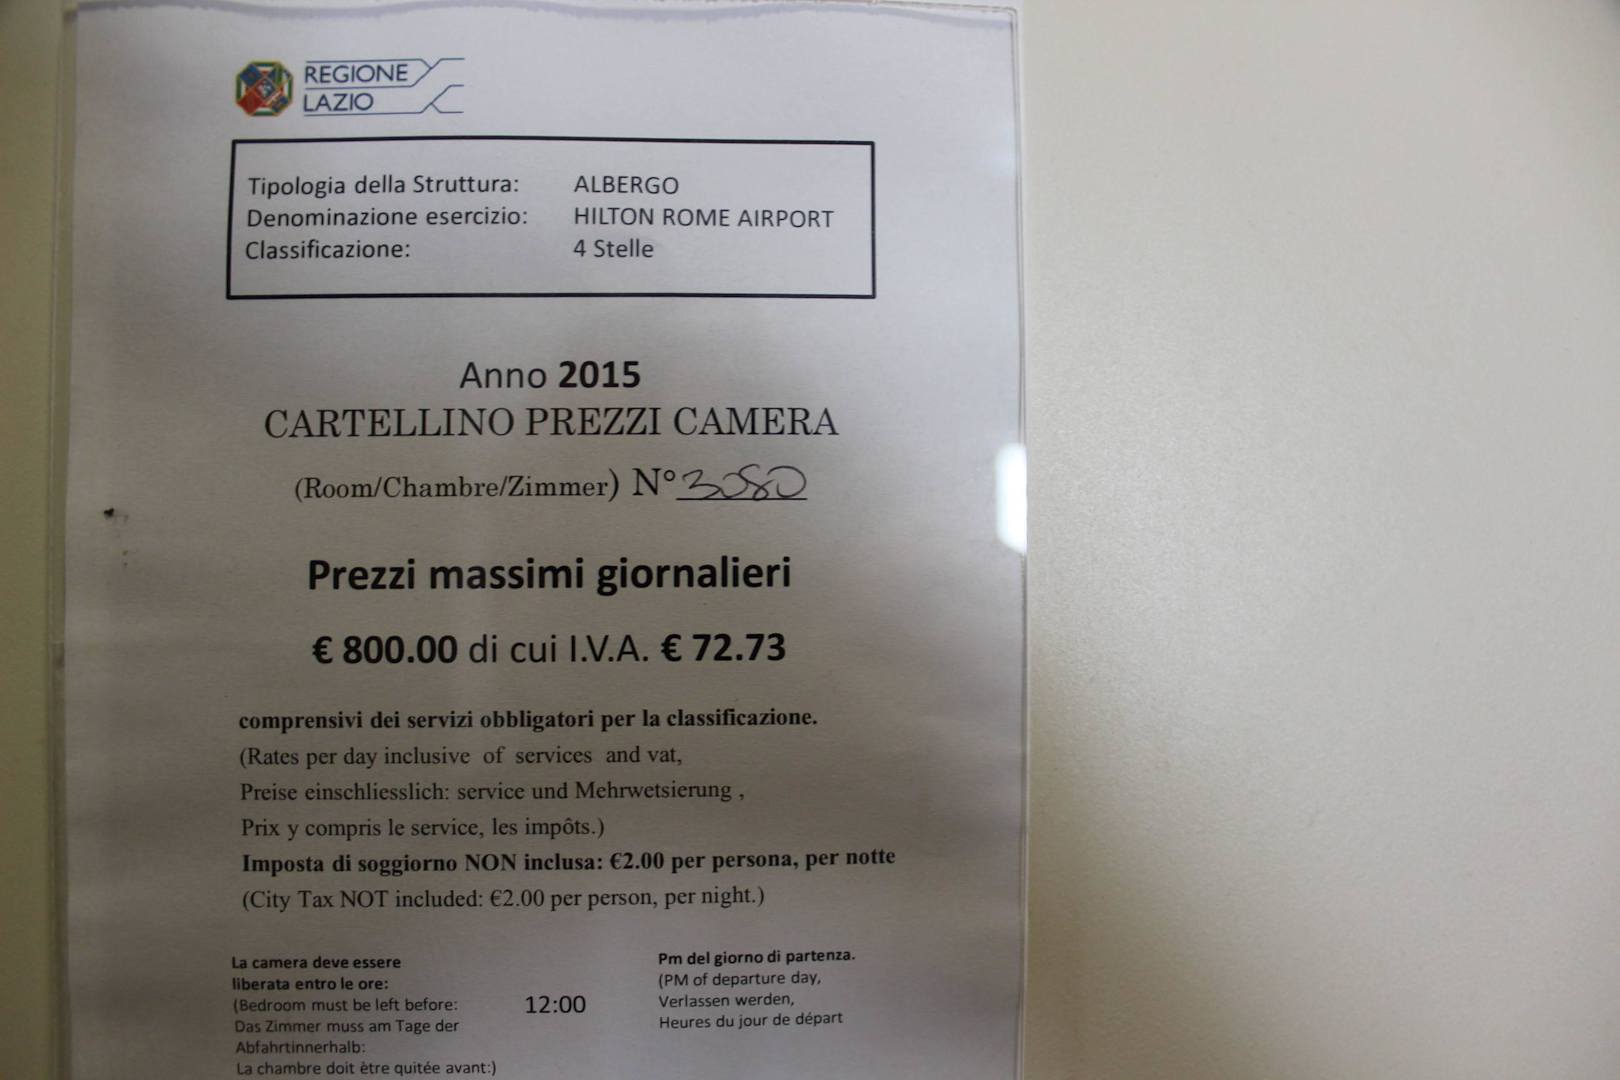 REGIONE
LAZIO
Tipologia della Struttura: ALBERGO
Denominazione esercizio: HILTON ROME AIRPORT
Classificazione: 4 Stelle
Anno 2015
CARTELLINO PREZZI CAMERA
(Room/Chambre/Zimmer) N° 3080
Prezzi massimi giornalieri
€ 800.00 di cui I.V.A. € 72.73
comprensivi dei servizi obbligatori per la classificazione.
(Rates per day inclusive of services and vat,
Preise einschliesslich: service und Mehrwetsierung ,
Prix y compris le service, les impôts.)
Imposta di soggiorno NON inclusa: €2.00 per persona, per notte
(City Tax NOT included: €2.00 per person, per night.)
La camera deve essere
liberata entro le ore:
(Bedroom must be left before:
Das Zimmer muss am Tage der
Abfahrtinnerhalb:
La chambre doit ètre quitée avant:)
12:00
Pm del giorno di partenza.
(PM of departure day,
Verlassen werden,
Heures du jour de départ